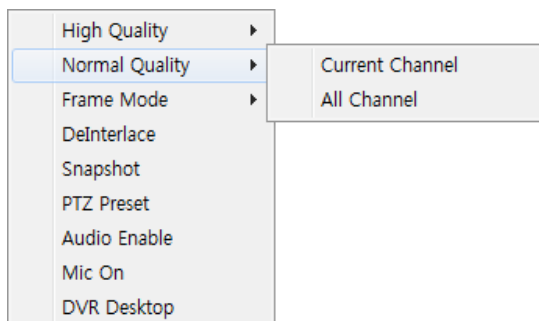 High Quality
Normal Quality
Current Channel
Frame Mode
All Channel
DeInterlace
Snapshot
PTZ Preset
Audio Enable
Mic On
DVR Desktop